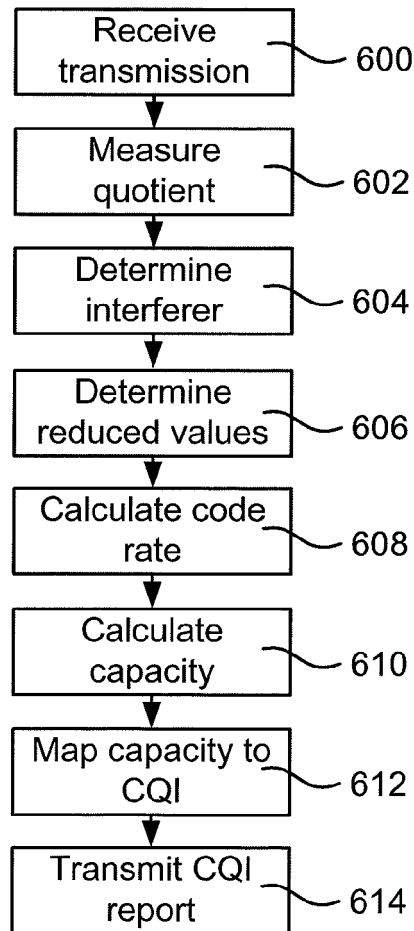 Receive
transmission
600
Measure
quotient
602
Determine
interferer
604
Determine
reduced values
606
Calculate code
rate
608
Calculate
capacity
610
Map capacity to
CQI
612
Transmit CQI
report
614